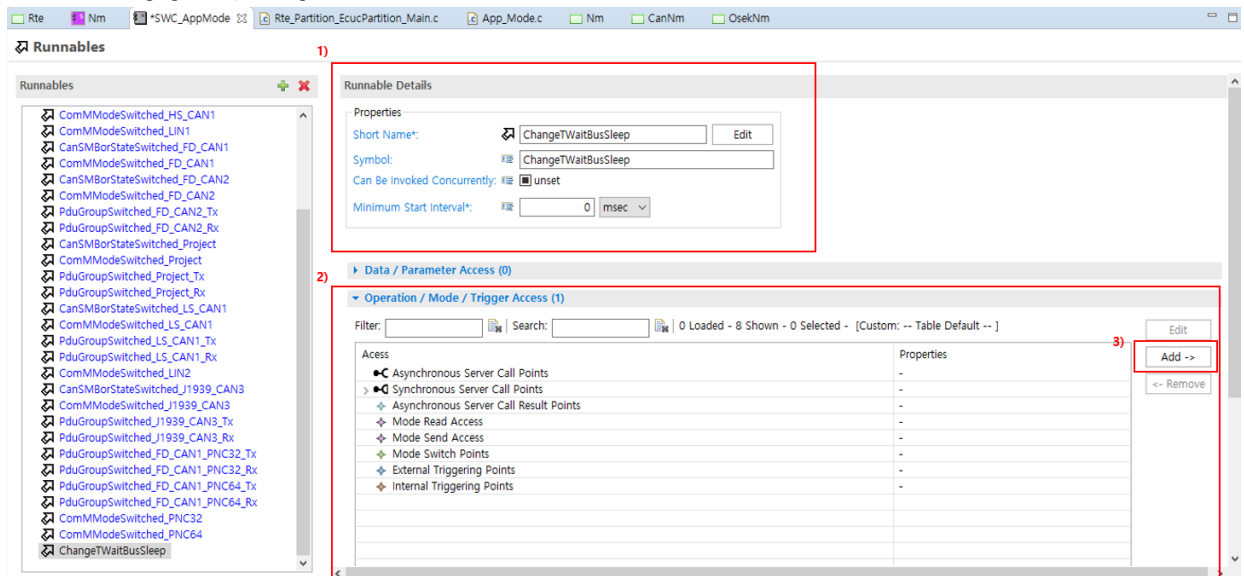 Rte
Nm
*SWC_AppMode
Rte_Partition_EcucPartition_Main.c
App_Mode.c
Nm
CanNm
OsekNm
Runnables
1)
Runnables
ComMModeSwitched_HS_CAN1
ComMModeSwitched_LIN1
CanSMBorStateSwitched_FD_CAN1
ComMModeSwitched_FD_CAN1
CanSMBorStateSwitched_FD_CAN2
ComMModeSwitched_FD_CAN2
PduGroupSwitched_FD_CAN2_Tx
PduGroupSwitched_FD_CAN2_Rx
CanSMBorStateSwitched_Project
ComMModeSwitched_Project
PduGroupSwitched_Project_Tx
PduGroupSwitched_Project_Rx
CanSMBorStateSwitched_LS_CAN1
ComMModeSwitched_LS_CAN1
PduGroupSwitched_LS_CAN1_Tx
PduGroupSwitched_LS_CAN1_Rx
ComMModeSwitched_LIN2
CanSMBorStateSwitched_J1939_CAN3
ComMModeSwitched_J1939_CAN3
PduGroupSwitched_J1939_CAN3_Tx
PduGroupSwitched_J1939_CAN3_Rx
PduGroupSwitched_FD_CAN1_PNC32_Tx
PduGroupSwitched_FD_CAN1_PNC32_Rx
PduGroupSwitched_FD_CAN1_PNC64_Tx
PduGroupSwitched_FD_CAN1_PNC64_Rx
ComMModeSwitched_PNC32
ComMModeSwitched_PNC64
ChangeTWaitBusSleep
Runnable Details
Properties
Short Name*: ChangeTWaitBusSleep Edit
Symbol: ChangeTWaitBusSleep
Can Be Invoked Concurrently: unset
Minimum Start Interval*: 0 msec
Data / Parameter Access (0)
2)
Operation / Mode / Trigger Access (1)
Filter: Search: 0 Loaded - 8 Shown - 0 Selected - [Custom: -- Table Default -- ]
Edit
3)
Add ->
<- Remove
Acess Properties
Asynchronous Server Call Points -
Synchronous Server Call Points -
Asynchronous Server Call Result Points -
Mode Read Access -
Mode Send Access -
Mode Switch Points -
External Triggering Points -
Internal Triggering Points -